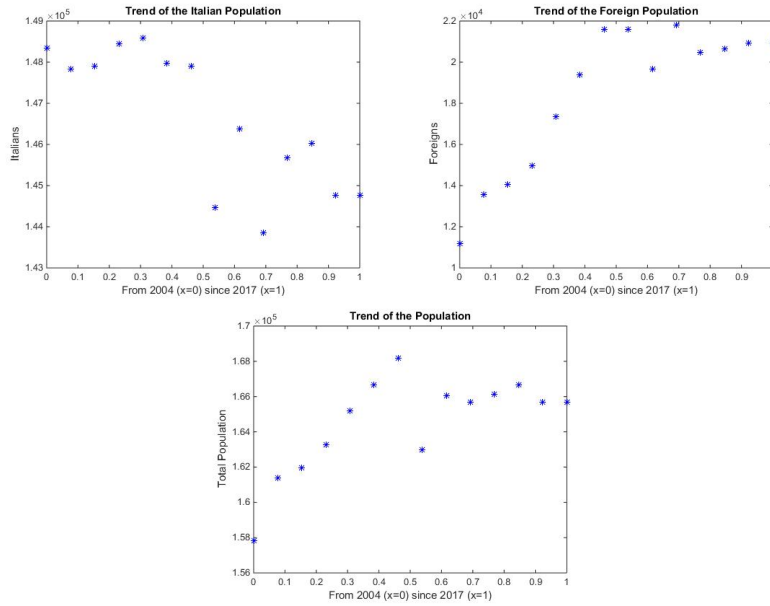 Trend of the Italian Population
×10⁵
1.49
1.48
1.47
1.46
1.45
1.44
1.43
Italians
0 0.1 0.2 0.3 0.4 0.5 0.6 0.7 0.8 0.9 1
From 2004 (x=0) since 2017 (x=1)
Trend of the Foreign Population
×10⁴
2.2
2
1.8
1.6
1.4
1.2
1
Foreigns
0 0.1 0.2 0.3 0.4 0.5 0.6 0.7 0.8 0.9
From 2004 (x=0) since 2017 (x=1)
Trend of the Population
×10⁵
1.7
1.68
1.66
1.64
1.62
1.6
1.58
1.56
Total Population
0 0.1 0.2 0.3 0.4 0.5 0.6 0.7 0.8 0.9 1
From 2004 (x=0) since 2017 (x=1)